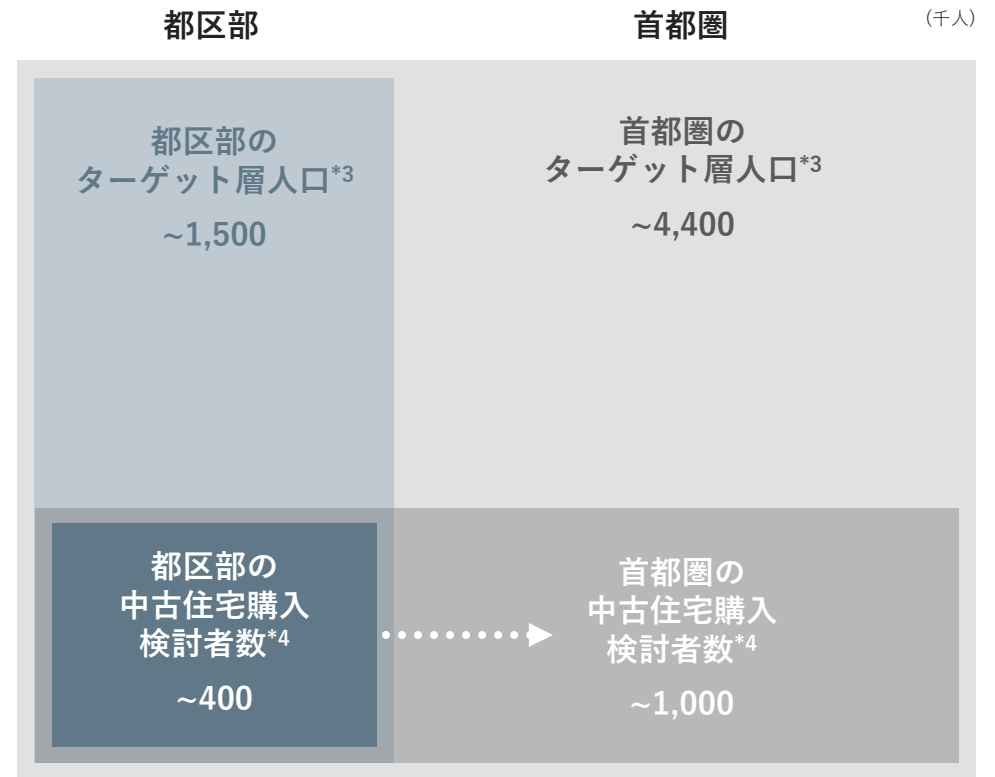 都区部
首都圏
(千人)
都区部の
ターゲット層人口*3
~1,500
首都圏の
ターゲット層人口*3
~4,400
都区部の
中古住宅購入
検討者数*4
~400
首都圏の
中古住宅購入
検討者数*4
~1,000